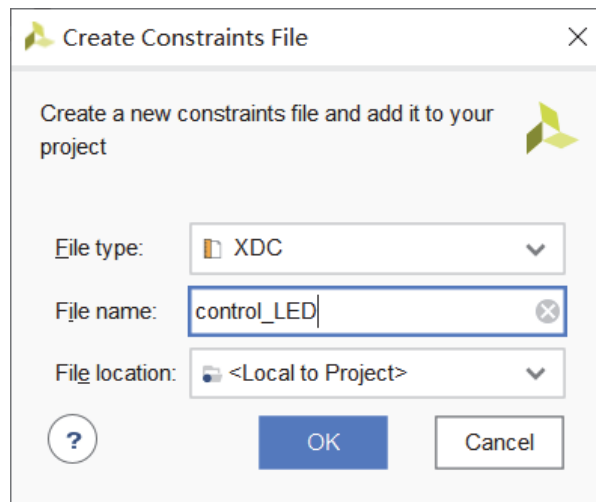 Create Constraints File
Create a new constraints file and add it to your
project
File type: XDC
File name: control_LED
File location: <Local to Project>
? OK Cancel